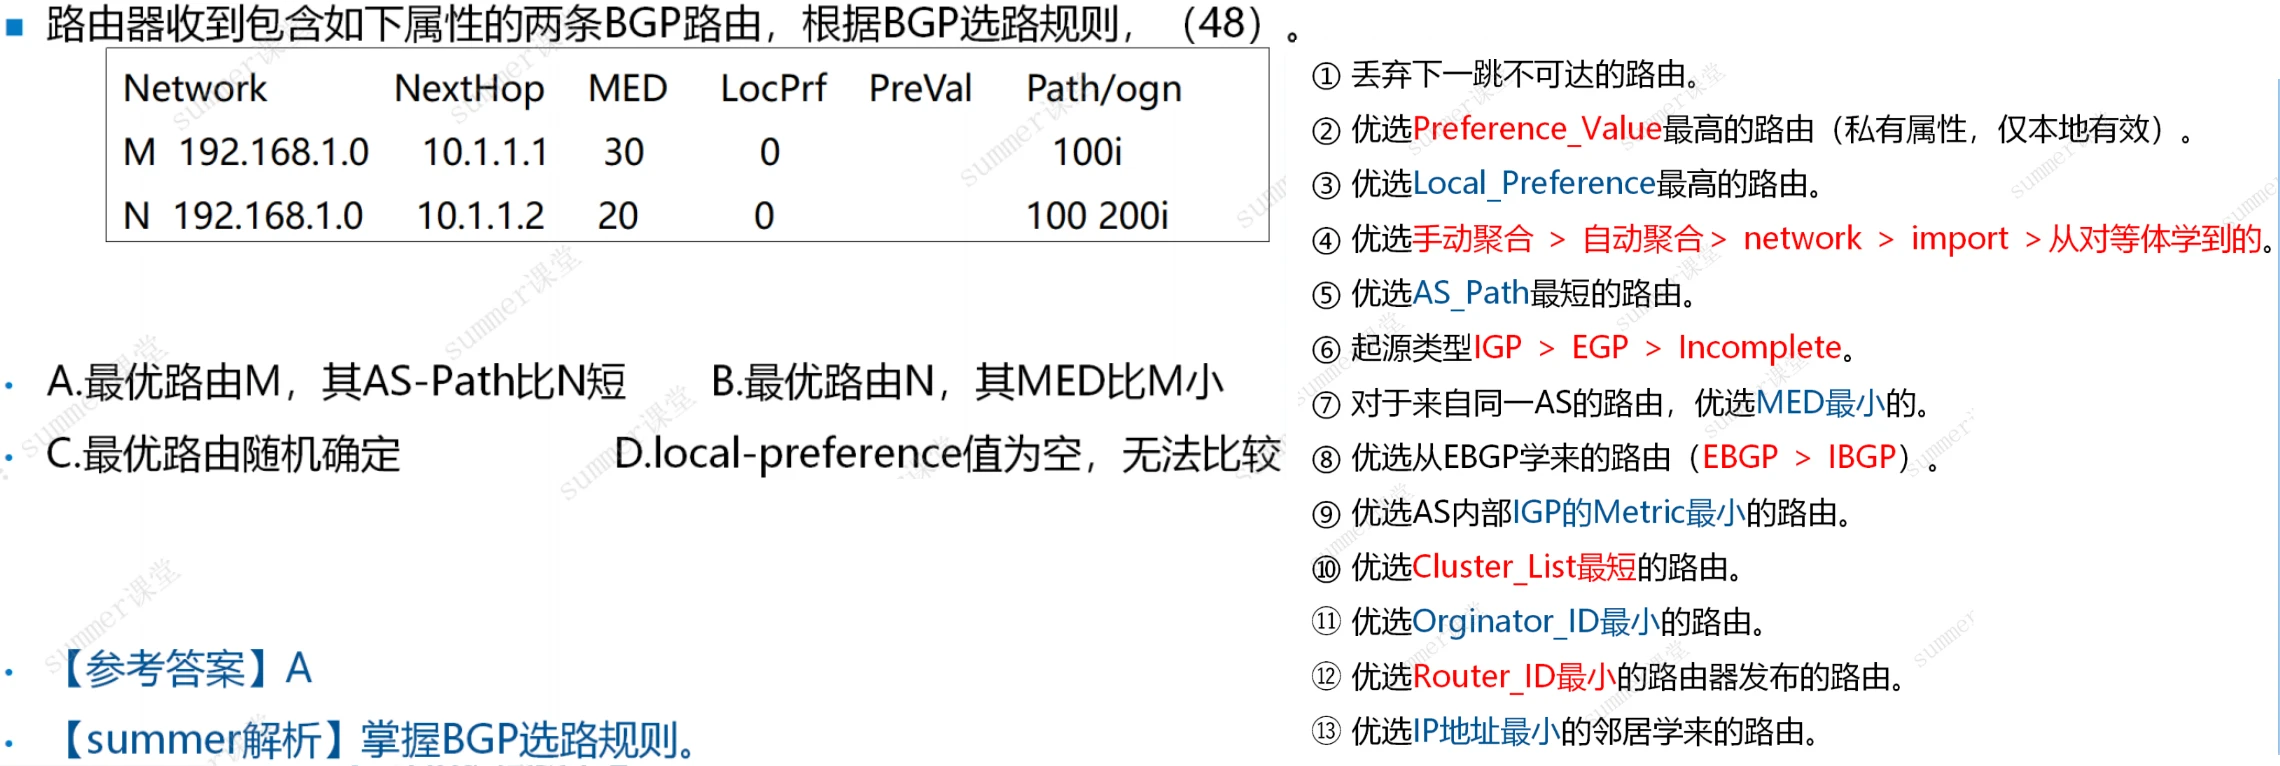 路由器收到包含如下属性的两条BGP路由，根据BGP选路规则，（48）。
Network NextHop MED LocPrf PreVal Path/ogn
M 192.168.1.0 10.1.1.1 30 0 100i
N 192.168.1.0 10.1.1.2 20 0 100 200i
A.最优路由M，其AS-Path比N短 B.最优路由N，其MED比M小
C.最优路由随机确定 D.local-preference值为空，无法比较
【参考答案】A
【summer解析】掌握BGP选路规则。
① 丢弃下一跳不可达的路由。
② 优选Preference_Value最高的路由（私有属性，仅本地有效）。
③ 优选Local_Preference最高的路由。
④ 优选手动聚合 > 自动聚合> network > import >从对等体学到的。
⑤ 优选AS_Path最短的路由。
⑥ 起源类型IGP > EGP > Incomplete。
⑦ 对于来自同一AS的路由，优选MED最小的。
⑧ 优选从EBGP学来的路由（EBGP > IBGP）。
⑨ 优选AS内部IGP的Metric最小的路由。
⑩ 优选Cluster_List最短的路由。
⑪ 优选Orginator_ID最小的路由。
⑫ 优选Router_ID最小的路由器发布的路由。
⑬ 优选IP地址最小的邻居学来的路由。
summer课堂